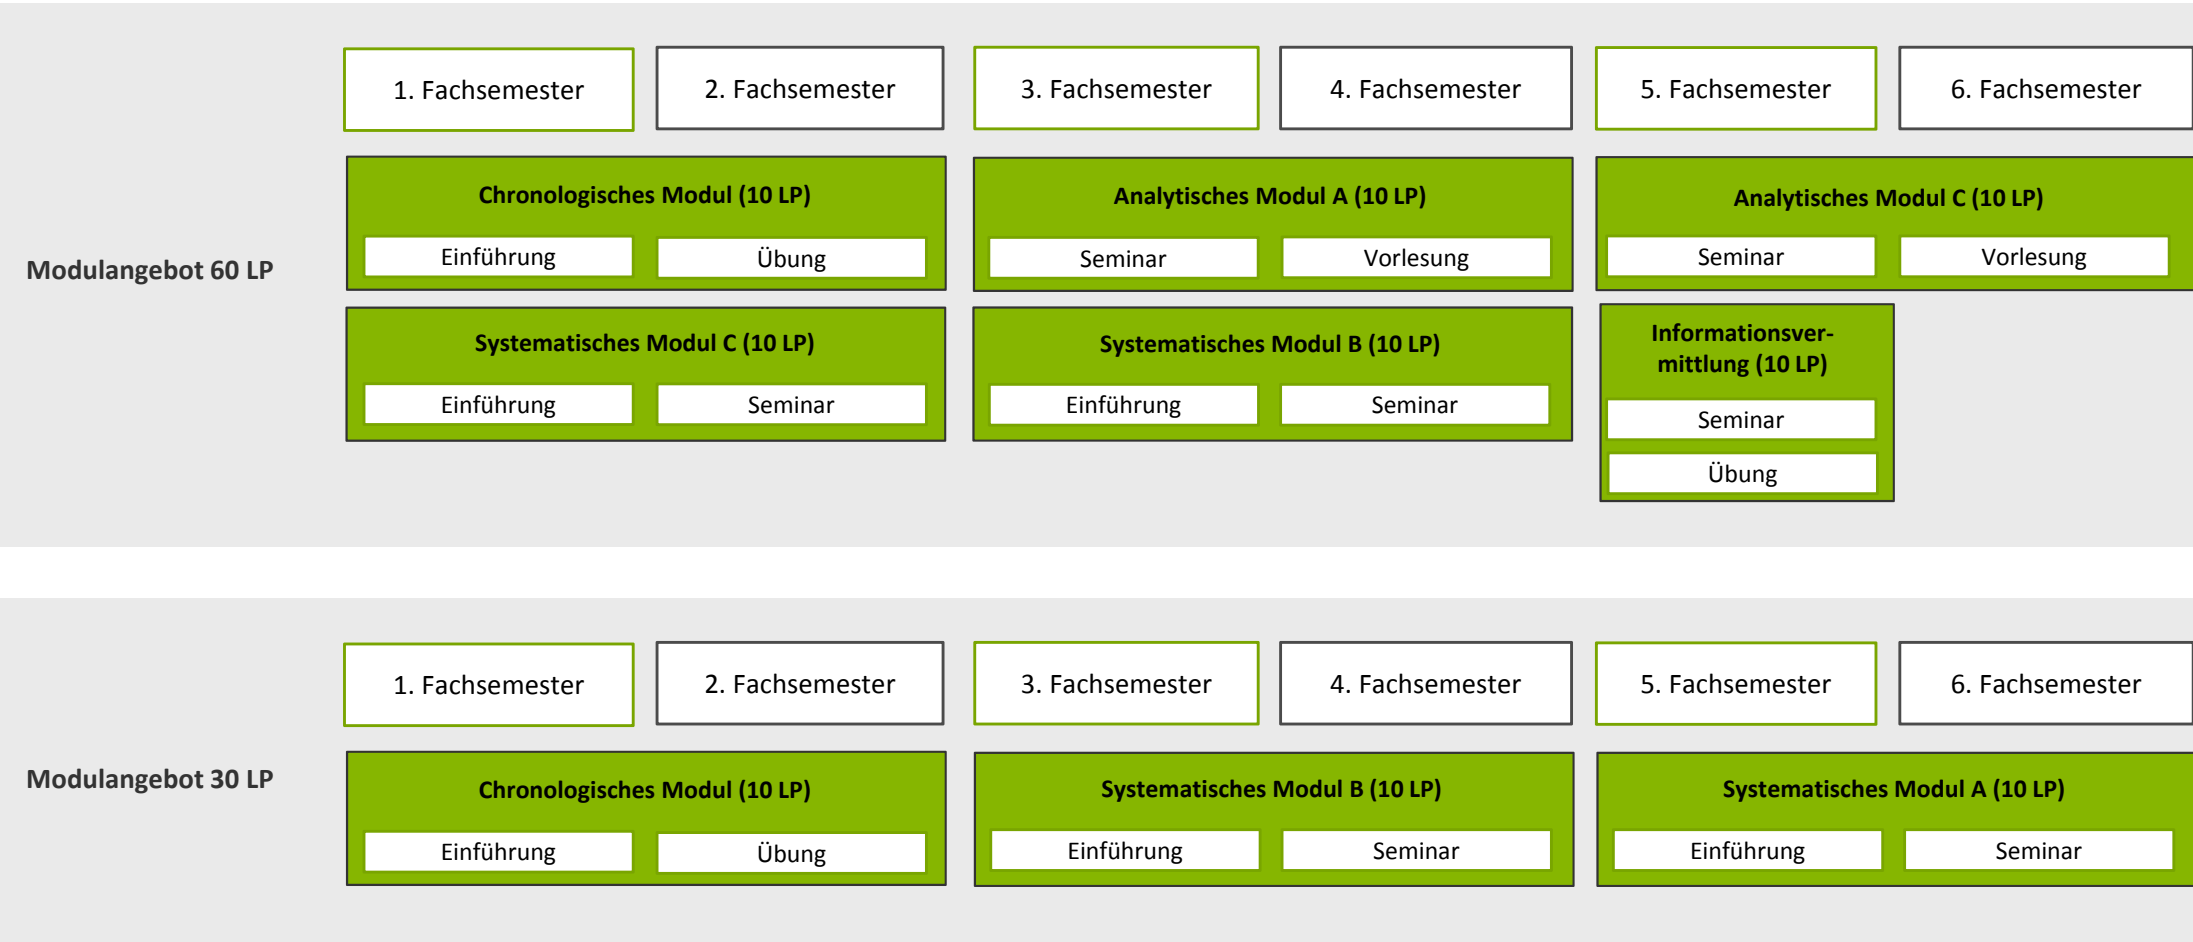 1. Fachsemester
2. Fachsemester
3. Fachsemester
4. Fachsemester
5. Fachsemester
6. Fachsemester
Modulangebot 60 LP
Chronologisches Modul (10 LP)
Einführung
Übung
Analytisches Modul A (10 LP)
Seminar
Vorlesung
Analytisches Modul C (10 LP)
Seminar
Vorlesung
Systematisches Modul C (10 LP)
Einführung
Seminar
Systematisches Modul B (10 LP)
Einführung
Seminar
Informationsver-
mittlung (10 LP)
Seminar
Übung
1. Fachsemester
2. Fachsemester
3. Fachsemester
4. Fachsemester
5. Fachsemester
6. Fachsemester
Modulangebot 30 LP
Chronologisches Modul (10 LP)
Einführung
Übung
Systematisches Modul B (10 LP)
Einführung
Seminar
Systematisches Modul A (10 LP)
Einführung
Seminar